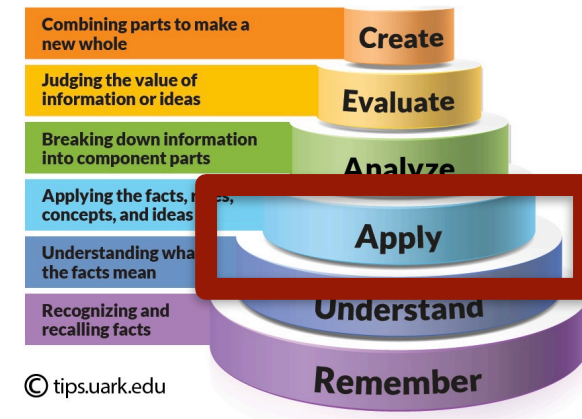 Combining parts to make a
new whole
Create
Judging the value of
information or ideas
Evaluate
Breaking down information
into component parts
Analyze
Applying the facts,
concepts, and ideas
Apply
Understanding
the facts mean
Understand
Recognizing and
recalling facts
Remember
© tips.uark.edu